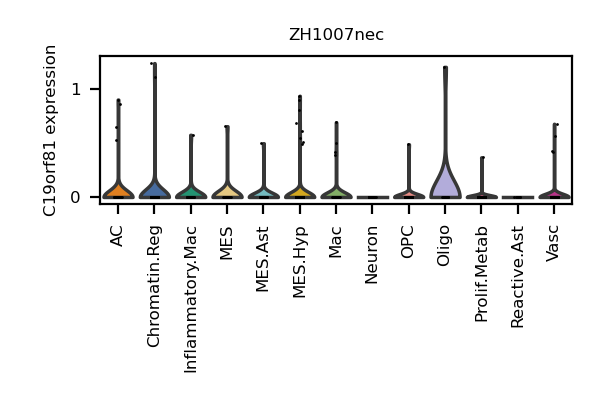 ZH1007nec
C19orf81 expression
1
0
AC
Chromatin.Reg
Inflammatory.Mac
MES
MES.Ast
MES.Hyp
Mac
Neuron
OPC
Oligo
Prolif.Metab
Reactive.Ast
Vasc